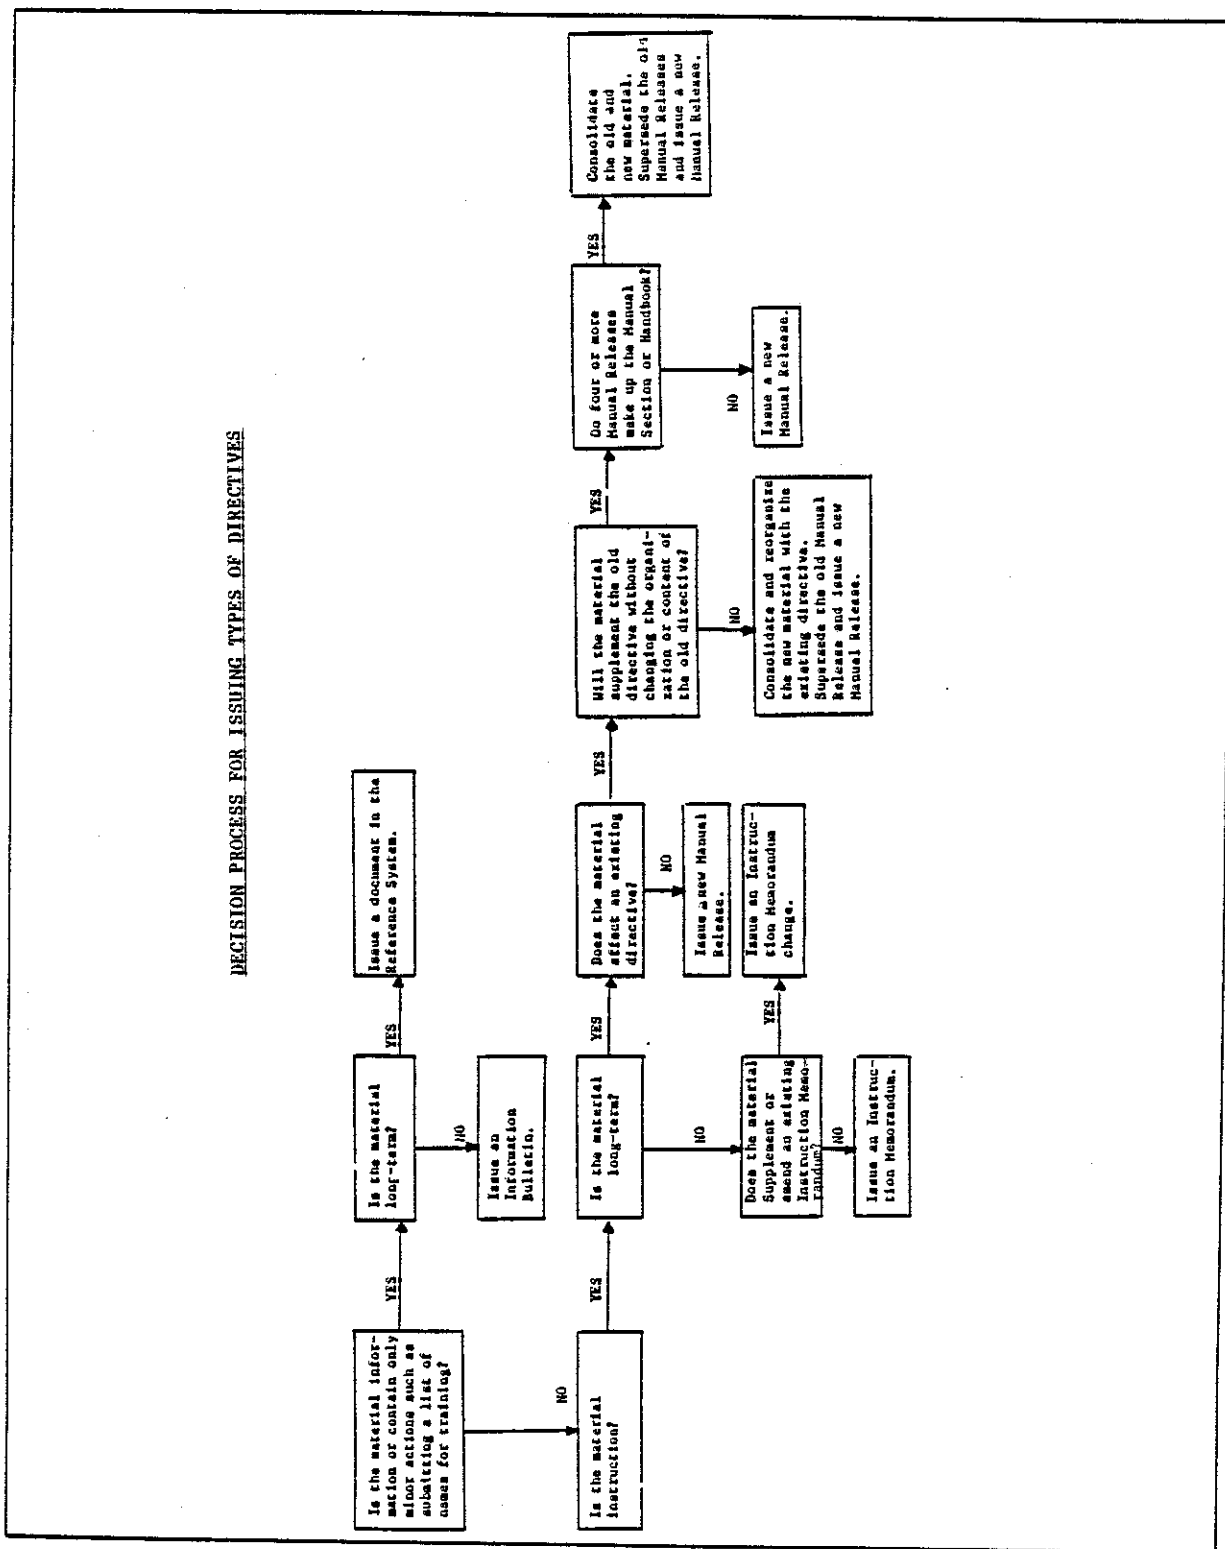 DECISION PROCESS FOR ISSUING TYPES OF DIRECTIVES
Is the material infor-
mation or contain only
minor actions such as
submitting a list of
names for training?
YES
Is the material
long-term?
YES
Issue a document in the
Reference System.
NO
Issue an
Information
Bulletin.
NO
Is the material
instruction?
YES
Is the material
long-term?
YES
Does the material
affect an existing
directive?
YES
Will the material
supplement the old
directive without
changing the organi-
zation or content of
the old directive?
YES
Do four or more
Manual Releases
make up the Manual
Section or Handbook?
YES
Consolidate
the old and
new material.
Supersede the old
Manual Releases
and issue a new
Manual Release.
NO
Does the material
Supplement or
amend an existing
Instruction Memo-
randum?
YES
Issue an Instruc-
tion Memorandum
change.
NO
Issue an Instruc-
tion Memorandum.
NO
Issue a new Manual
Release.
NO
Consolidate and reorganize
the new material with the
existing directive.
Supersede the old Manual
Release and issue a new
Manual Release.
NO
Issue a new
Manual Release.